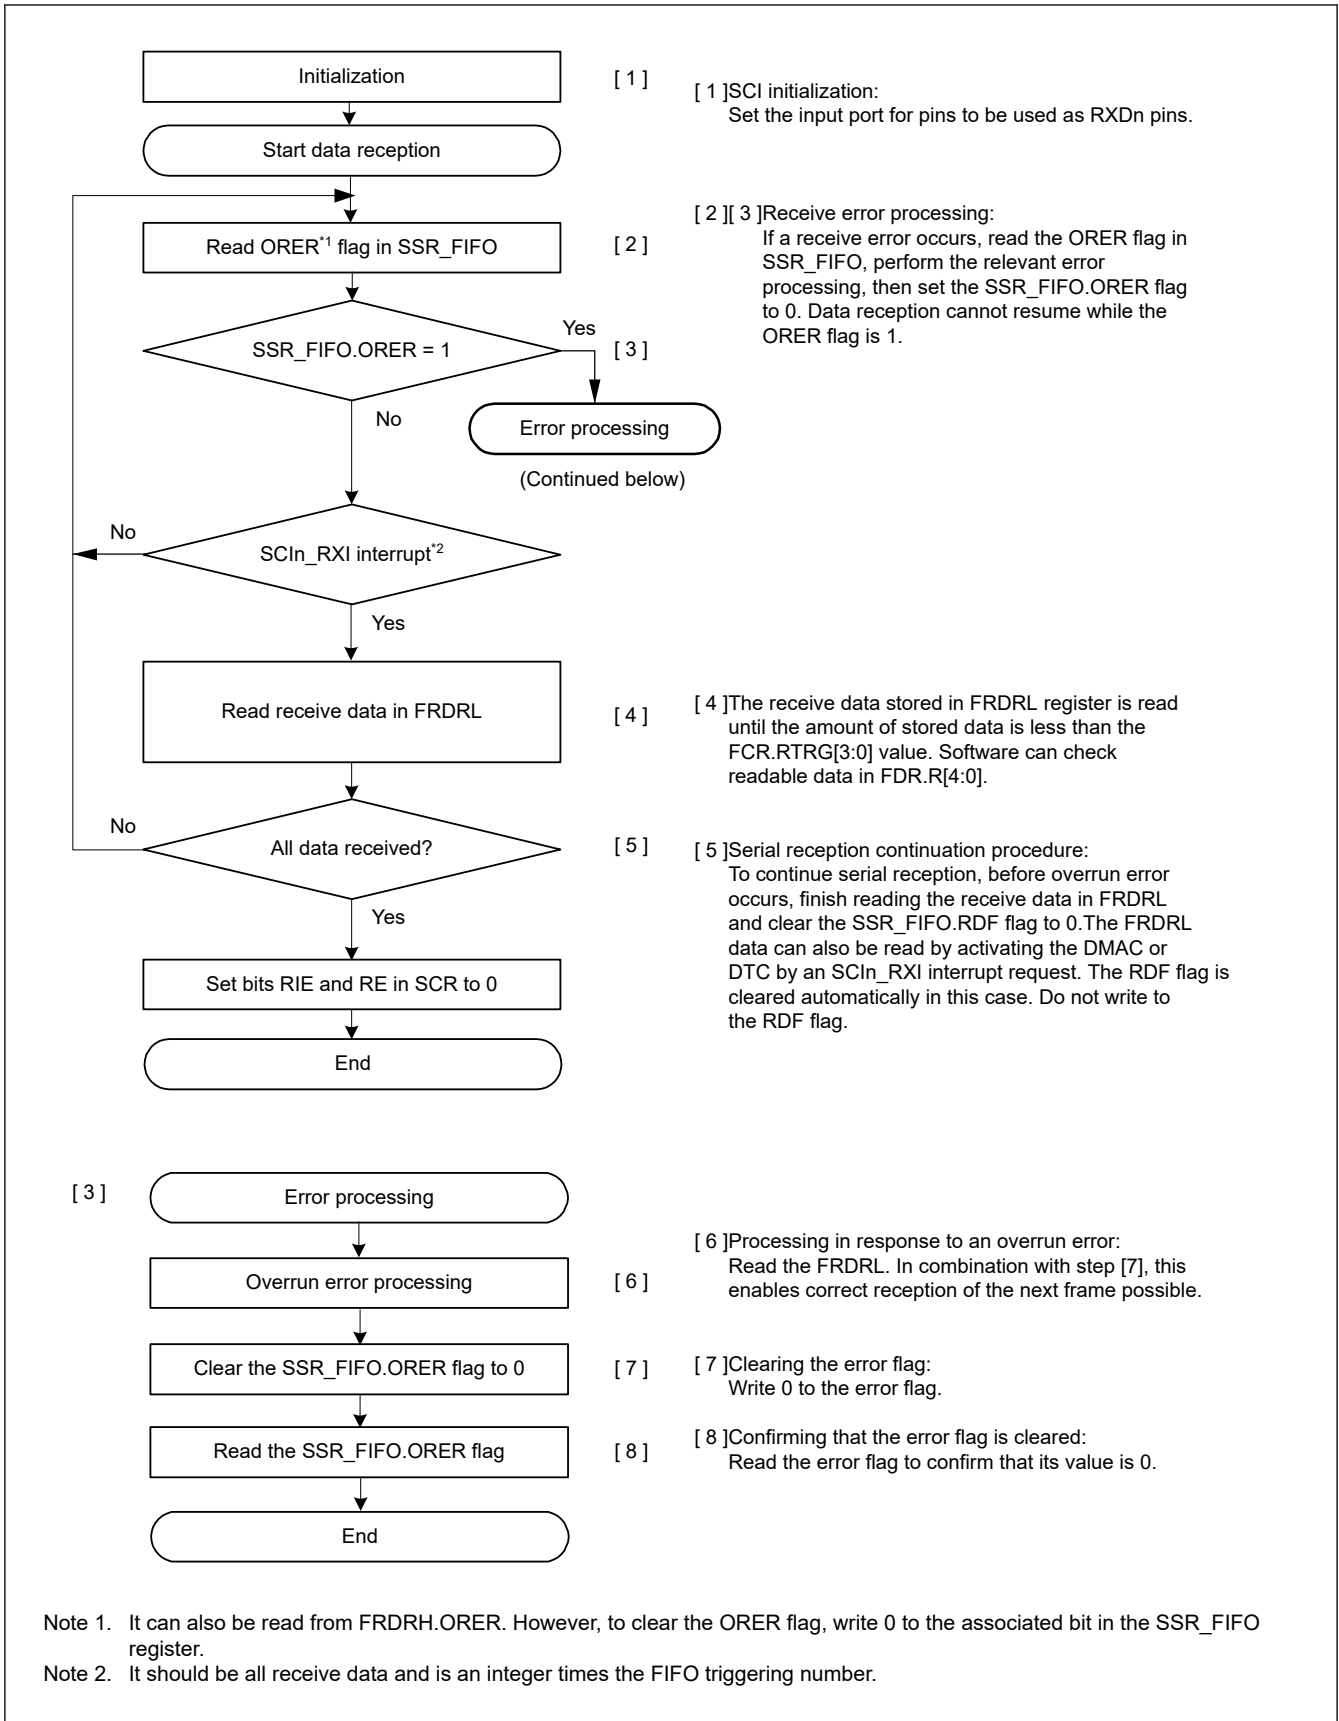 Initialization
[ 1 ]
[ 1 ]SCI initialization:
Set the input port for pins to be used as RXDn pins.
Start data reception
Read ORER*1 flag in SSR_FIFO
[ 2 ]
[ 2 ][ 3 ]Receive error processing:
If a receive error occurs, read the ORER flag in
SSR_FIFO, perform the relevant error
processing, then set the SSR_FIFO.ORER flag
to 0. Data reception cannot resume while the
ORER flag is 1.
SSR_FIFO.ORER = 1
Yes
[ 3 ]
No
Error processing
(Continued below)
No
SCIn_RXI interrupt*2
Yes
Read receive data in FRDRL
[ 4 ]
[ 4 ]The receive data stored in FRDRL register is read
until the amount of stored data is less than the
FCR.RTRG[3:0] value. Software can check
readable data in FDR.R[4:0].
No
All data received?
[ 5 ]
[ 5 ]Serial reception continuation procedure:
To continue serial reception, before overrun error
occurs, finish reading the receive data in FRDRL
and clear the SSR_FIFO.RDF flag to 0.The FRDRL
data can also be read by activating the DMAC or
DTC by an SCIn_RXI interrupt request. The RDF flag is
cleared automatically in this case. Do not write to
the RDF flag.
Yes
Set bits RIE and RE in SCR to 0
End
[ 3 ]
Error processing
Overrun error processing
[ 6 ]
[ 6 ]Processing in response to an overrun error:
Read the FRDRL. In combination with step [7], this
enables correct reception of the next frame possible.
Clear the SSR_FIFO.ORER flag to 0
[ 7 ]
[ 7 ]Clearing the error flag:
Write 0 to the error flag.
Read the SSR_FIFO.ORER flag
[ 8 ]
[ 8 ]Confirming that the error flag is cleared:
Read the error flag to confirm that its value is 0.
End
Note 1. It can also be read from FRDRH.ORER. However, to clear the ORER flag, write 0 to the associated bit in the SSR_FIFO
register.
Note 2. It should be all receive data and is an integer times the FIFO triggering number.